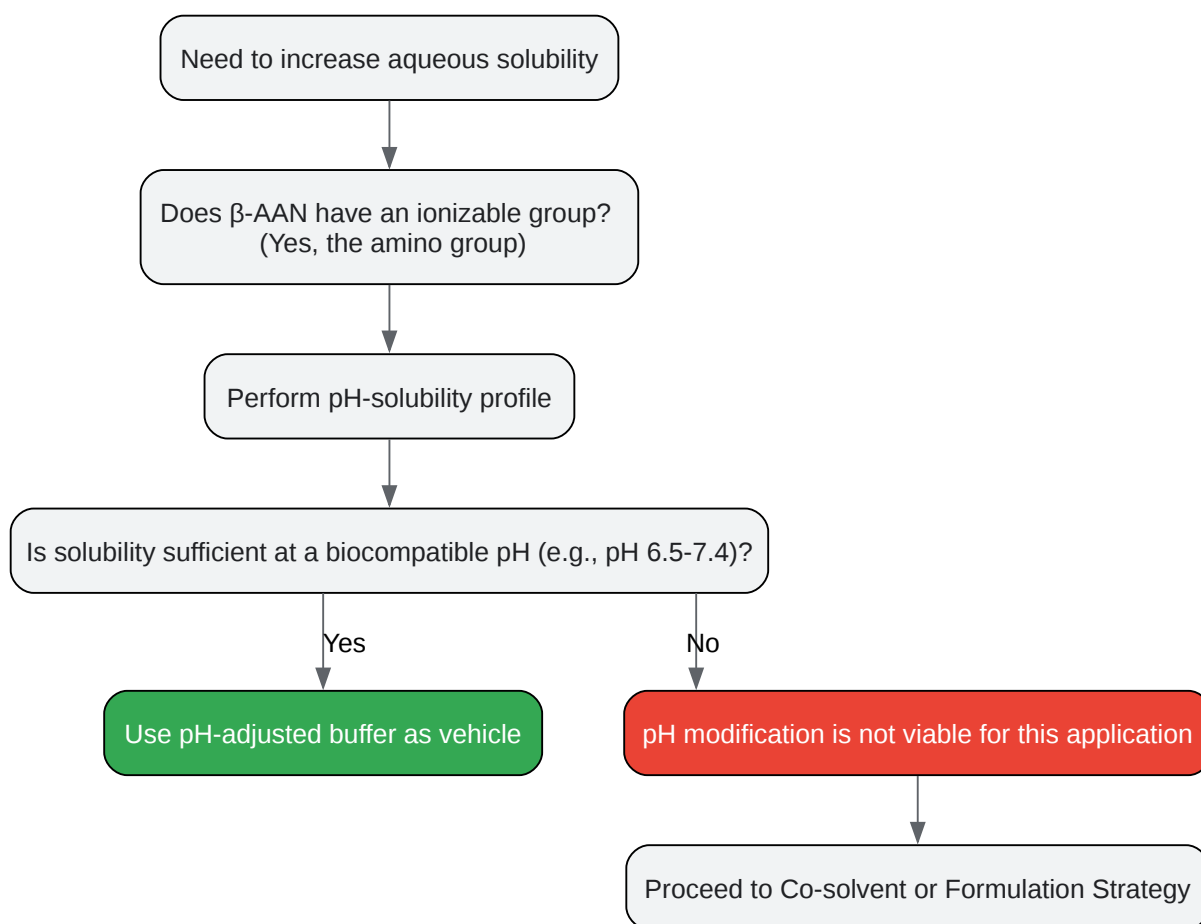 Need to increase aqueous solubility
Does β-AAN have an ionizable group?
(Yes, the amino group)
Perform pH-solubility profile
Is solubility sufficient at a biocompatible pH (e.g., pH 6.5-7.4)?
Yes
No
Use pH-adjusted buffer as vehicle
pH modification is not viable for this application
Proceed to Co-solvent or Formulation Strategy